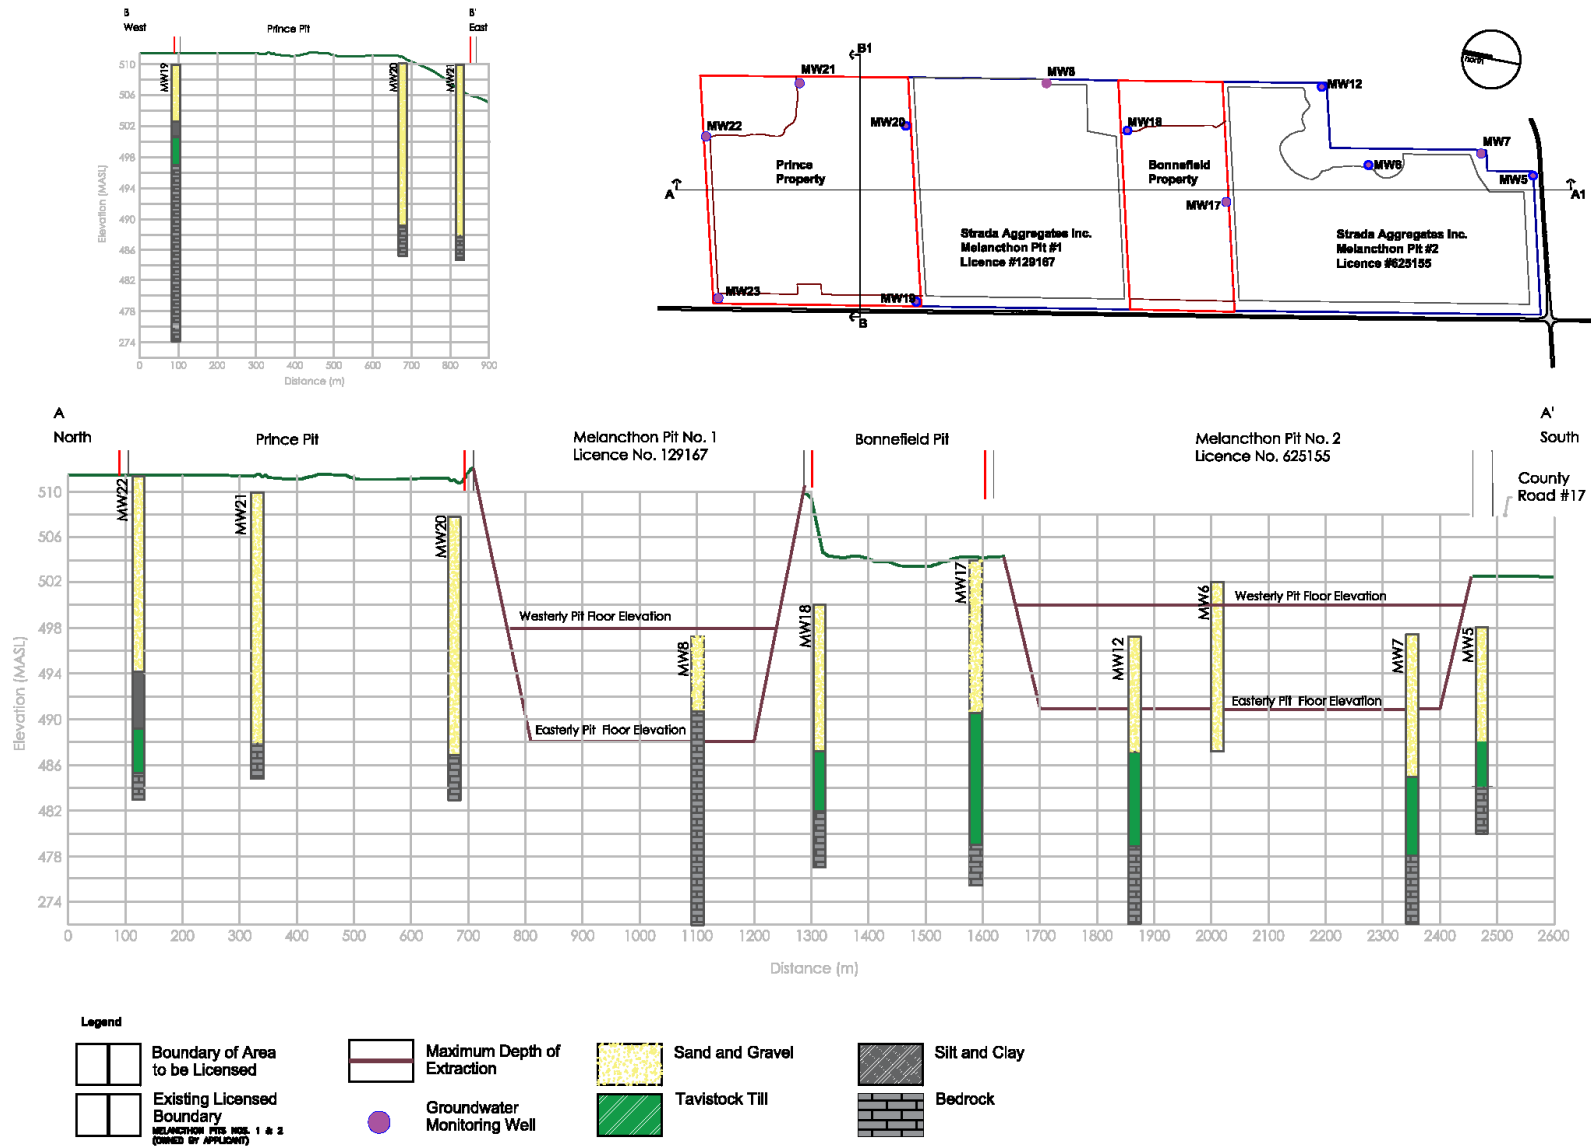 B
West
Prince Pit
B'
East
510
506
502
498
494
490
486
482
478
274
Elevation (MASL)
MW19
MW20
MW21
0 100 200 300 400 500 600 700 800 900
Distance (m)
north
B1
MW21
MW8
MW12
MW22
MW20
MW18
MW7
MW6
MW5
Prince
Property
Bonnefield
Property
A
A1
MW17
Strada Aggregates Inc.
Melancthon Pit #1
Licence #129167
Strada Aggregates Inc.
Melancthon Pit #2
Licence #625155
MW23
MW19
B
A
North
Prince Pit
Melancthon Pit No. 1
Licence No. 129167
Bonnefield Pit
Melancthon Pit No. 2
Licence No. 625155
A'
South
County
Road #17
510
506
502
498
494
490
486
482
478
274
Elevation (MASL)
MW22
MW21
MW20
MW8
MW18
MW17
MW12
MW6
MW7
MW5
Westerly Pit Floor Elevation
Easterly Pit Floor Elevation
Westerly Pit Floor Elevation
Easterly Pit Floor Elevation
0 100 200 300 400 500 600 700 800 900 1000 1100 1200 1300 1400 1500 1600 1700 1800 1900 2000 2100 2200 2300 2400 2500 2600
Distance (m)
Legend
Boundary of Area
to be Licensed
Existing Licensed
Boundary
MELANCTHON PITS NOS. 1 & 2
(OWNED BY APPLICANT)
Maximum Depth of
Extraction
Groundwater
Monitoring Well
Sand and Gravel
Tavistock Till
Silt and Clay
Bedrock